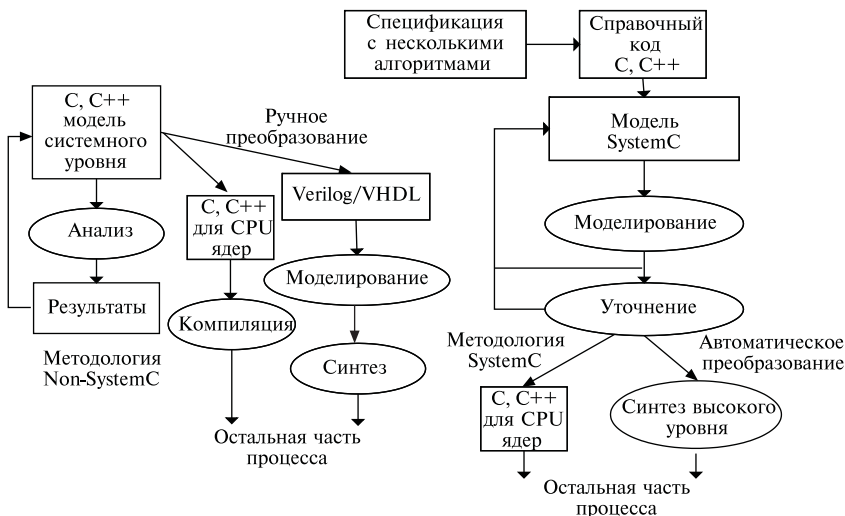 Спецификация
с несколькими
алгоритмами
Справочный
код
C, C++
C, C++
модель
системного
уровня
Ручное
преобразование
Модель
SystemC
Verilog/VHDL
C, C++
для CPU
ядер
Анализ
Моделирование
Моделирование
Результаты
Уточнение
Компиляция
Методология
Non-SystemC
Синтез
Методология
SystemC
Автоматическое
преобразование
C, C++
для CPU
ядер
Синтез высокого
уровня
Остальная часть
процесса
Остальная часть
процесса